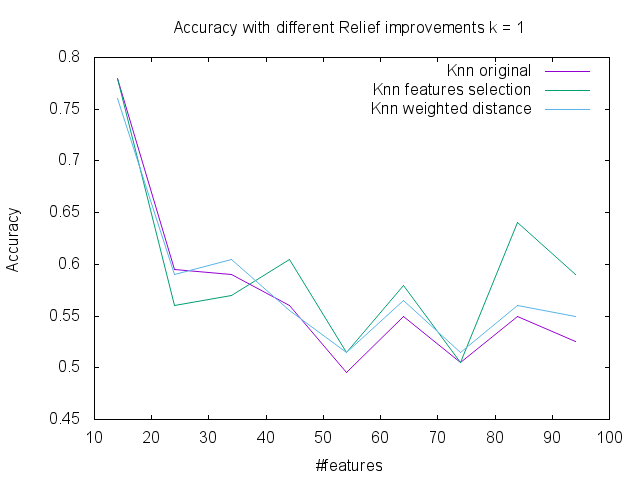 Accuracy with different Relief improvements k = 1
Knn original
Knn features selection
Knn weighted distance
Accuracy
0.8
0.75
0.7
0.65
0.6
0.55
0.5
0.45
10 20 30 40 50 60 70 80 90 100
#features